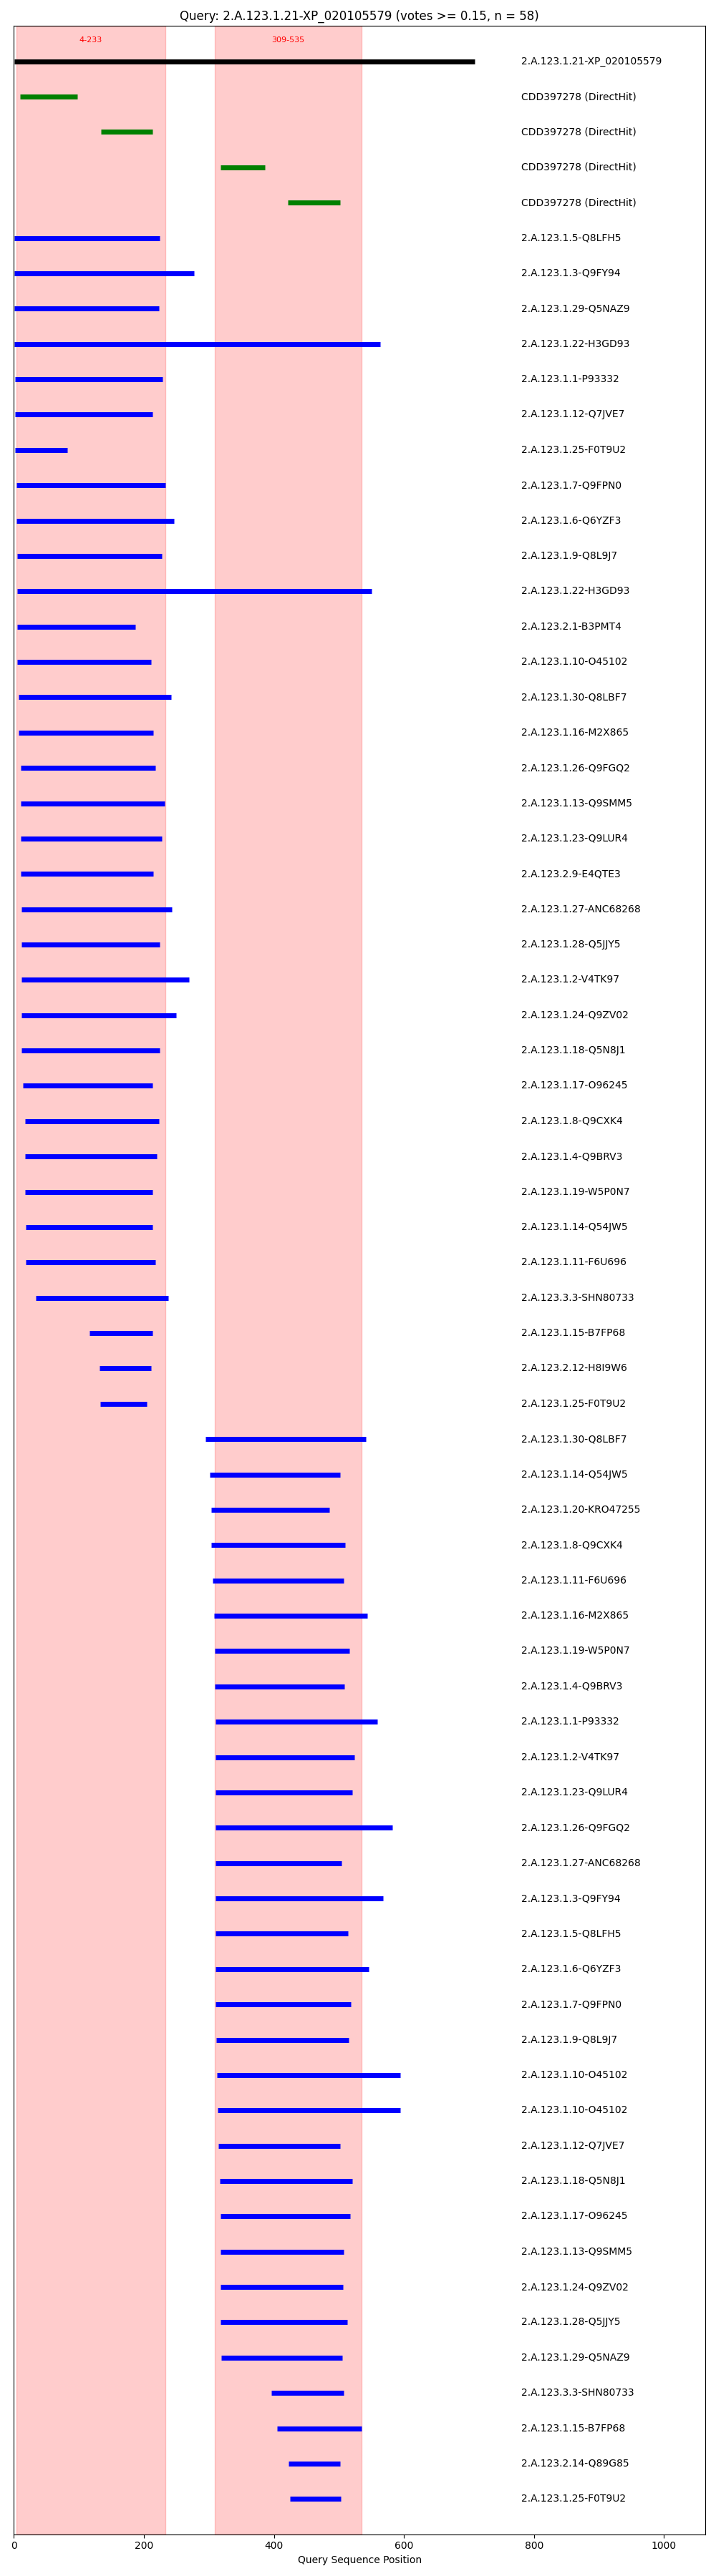 Query: 2.A.123.1.21-XP_020105579 (votes >= 0.15, n = 58)
4-233
309-535
2.A.123.1.21-XP_020105579
CDD397278 (DirectHit)
CDD397278 (DirectHit)
CDD397278 (DirectHit)
CDD397278 (DirectHit)
2.A.123.1.5-Q8LFH5
2.A.123.1.3-Q9FY94
2.A.123.1.29-Q5NAZ9
2.A.123.1.22-H3GD93
2.A.123.1.1-P93332
2.A.123.1.12-Q7JVE7
2.A.123.1.25-F0T9U2
2.A.123.1.7-Q9FPN0
2.A.123.1.6-Q6YZF3
2.A.123.1.9-Q8L9J7
2.A.123.1.22-H3GD93
2.A.123.2.1-B3PMT4
2.A.123.1.10-O45102
2.A.123.1.30-Q8LBF7
2.A.123.1.16-M2X865
2.A.123.1.26-Q9FGQ2
2.A.123.1.13-Q9SMM5
2.A.123.1.23-Q9LUR4
2.A.123.2.9-E4QTE3
2.A.123.1.27-ANC68268
2.A.123.1.28-Q5JJY5
2.A.123.1.2-V4TK97
2.A.123.1.24-Q9ZV02
2.A.123.1.18-Q5N8J1
2.A.123.1.17-O96245
2.A.123.1.8-Q9CXK4
2.A.123.1.4-Q9BRV3
2.A.123.1.19-W5P0N7
2.A.123.1.14-Q54JW5
2.A.123.1.11-F6U696
2.A.123.3.3-SHN80733
2.A.123.1.15-B7FP68
2.A.123.2.12-H8I9W6
2.A.123.1.25-F0T9U2
2.A.123.1.30-Q8LBF7
2.A.123.1.14-Q54JW5
2.A.123.1.20-KRO47255
2.A.123.1.8-Q9CXK4
2.A.123.1.11-F6U696
2.A.123.1.16-M2X865
2.A.123.1.19-W5P0N7
2.A.123.1.4-Q9BRV3
2.A.123.1.1-P93332
2.A.123.1.2-V4TK97
2.A.123.1.23-Q9LUR4
2.A.123.1.26-Q9FGQ2
2.A.123.1.27-ANC68268
2.A.123.1.3-Q9FY94
2.A.123.1.5-Q8LFH5
2.A.123.1.6-Q6YZF3
2.A.123.1.7-Q9FPN0
2.A.123.1.9-Q8L9J7
2.A.123.1.10-O45102
2.A.123.1.10-O45102
2.A.123.1.12-Q7JVE7
2.A.123.1.18-Q5N8J1
2.A.123.1.17-O96245
2.A.123.1.13-Q9SMM5
2.A.123.1.24-Q9ZV02
2.A.123.1.28-Q5JJY5
2.A.123.1.29-Q5NAZ9
2.A.123.3.3-SHN80733
2.A.123.1.15-B7FP68
2.A.123.2.14-Q89G85
2.A.123.1.25-F0T9U2
0 200 400 600 800 1000
Query Sequence Position